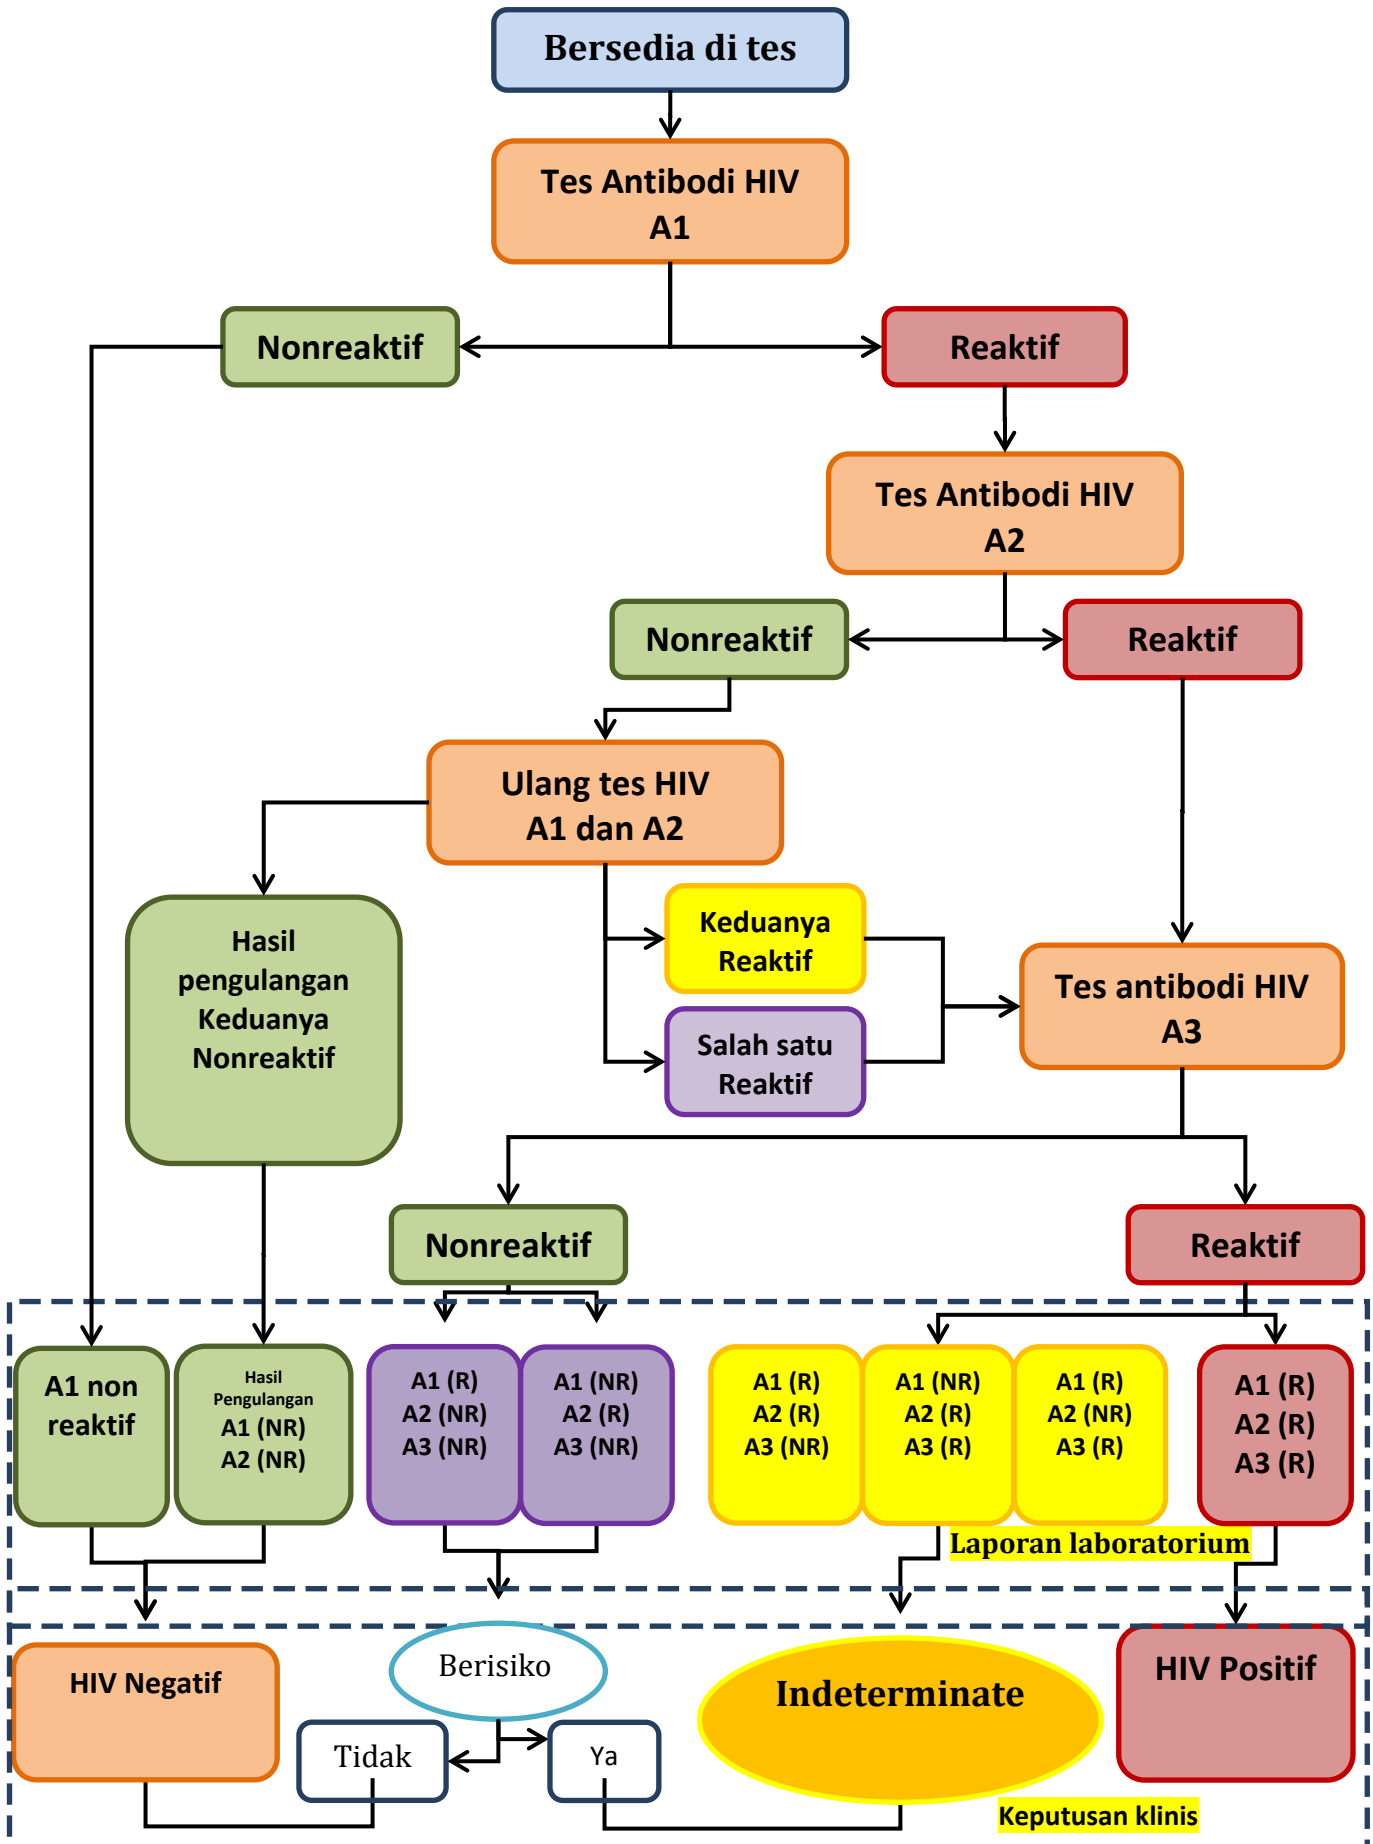 Bersedia di tes
Tes Antibodi HIV
A1
Nonreaktif
Reaktif
Tes Antibodi HIV
A2
Nonreaktif
Reaktif
Ulang tes HIV
A1 dan A2
Hasil
pengulangan
Keduanya
Nonreaktif
Keduanya
Reaktif
Salah satu
Reaktif
Tes antibodi HIV
A3
Nonreaktif
Reaktif
A1 non
reaktif
Hasil
Pengulangan
A1 (NR)
A2 (NR)
A1 (R)
A2 (NR)
A3 (NR)
A1 (NR)
A2 (R)
A3 (NR)
A1 (R)
A2 (R)
A3 (NR)
A1 (NR)
A2 (R)
A3 (R)
A1 (R)
A2 (NR)
A3 (R)
A1 (R)
A2 (R)
A3 (R)
Laporan laboratorium
HIV Negatif
Berisiko
Indeterminate
HIV Positif
Tidak
Ya
Keputusan klinis